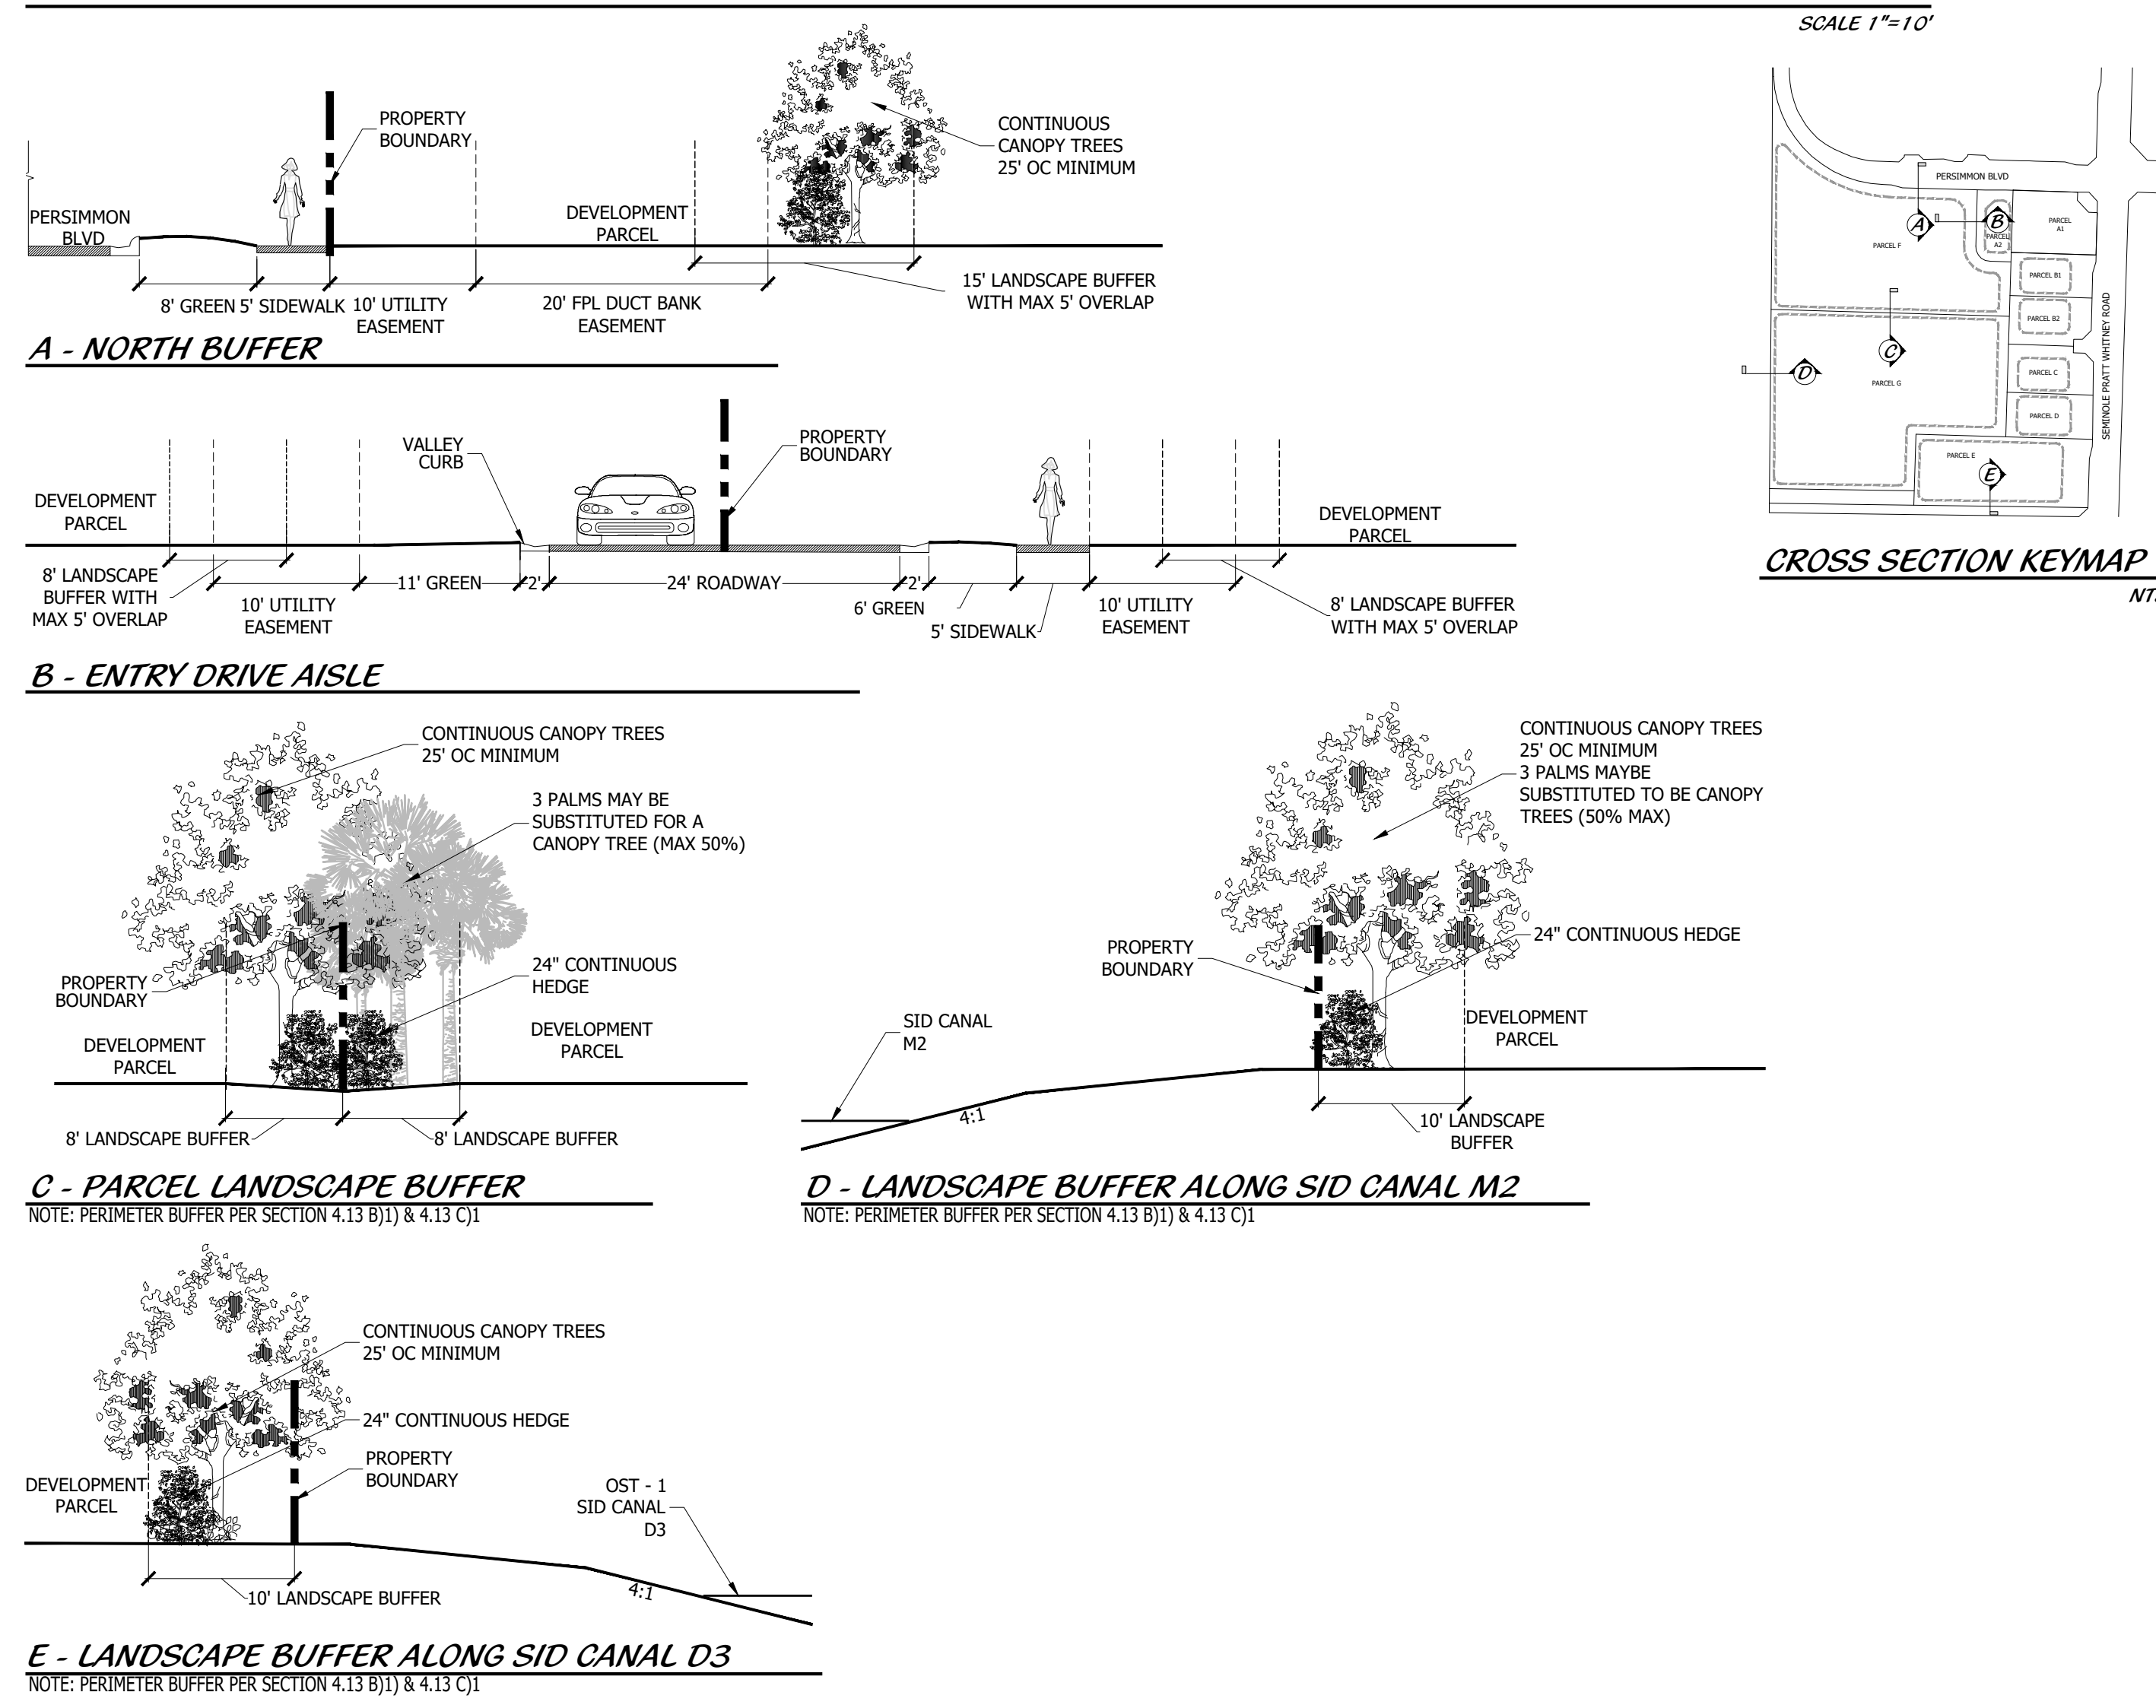 SCALE 1"=10'
PROPERTY
BOUNDARY
CONTINUOUS
CANOPY TREES
25' OC MINIMUM
PERSIMMON
BLVD
DEVELOPMENT
PARCEL
8' GREEN
5' SIDEWALK
10' UTILITY
EASEMENT
20' FPL DUCT BANK
EASEMENT
15' LANDSCAPE BUFFER
WITH MAX 5' OVERLAP
A - NORTH BUFFER
PERSIMMON BLVD
A
B
PARCEL
A2
PARCEL
A1
PARCEL F
PARCEL B1
PARCEL B2
SEMINOLE PRATT WHITNEY ROAD
C
D
PARCEL G
PARCEL C
PARCEL D
PARCEL E
E
CROSS SECTION KEYMAP
DEVELOPMENT
PARCEL
VALLEY
CURB
PROPERTY
BOUNDARY
DEVELOPMENT
PARCEL
8' LANDSCAPE
BUFFER WITH
MAX 5' OVERLAP
10' UTILITY
EASEMENT
11' GREEN
2'
24' ROADWAY
2'
6' GREEN
5' SIDEWALK
10' UTILITY
EASEMENT
8' LANDSCAPE BUFFER
WITH MAX 5' OVERLAP
B - ENTRY DRIVE AISLE
CONTINUOUS CANOPY TREES
25' OC MINIMUM
3 PALMS MAY BE
SUBSTITUTED FOR A
CANOPY TREE (MAX 50%)
24" CONTINUOUS
HEDGE
PROPERTY
BOUNDARY
DEVELOPMENT
PARCEL
DEVELOPMENT
PARCEL
8' LANDSCAPE BUFFER
8' LANDSCAPE BUFFER
C - PARCEL LANDSCAPE BUFFER
NOTE: PERIMETER BUFFER PER SECTION 4.13 B)1) & 4.13 C)1
CONTINUOUS CANOPY TREES
25' OC MINIMUM
3 PALMS MAYBE
SUBSTITUTED TO BE CANOPY
TREES (50% MAX)
24" CONTINUOUS HEDGE
PROPERTY
BOUNDARY
SID CANAL
M2
DEVELOPMENT
PARCEL
4:1
10' LANDSCAPE
BUFFER
D - LANDSCAPE BUFFER ALONG SID CANAL M2
NOTE: PERIMETER BUFFER PER SECTION 4.13 B)1) & 4.13 C)1
CONTINUOUS CANOPY TREES
25' OC MINIMUM
24" CONTINUOUS HEDGE
PROPERTY
BOUNDARY
DEVELOPMENT
PARCEL
OST - 1
SID CANAL
D3
4:1
10' LANDSCAPE BUFFER
E - LANDSCAPE BUFFER ALONG SID CANAL D3
NOTE: PERIMETER BUFFER PER SECTION 4.13 B)1) & 4.13 C)1